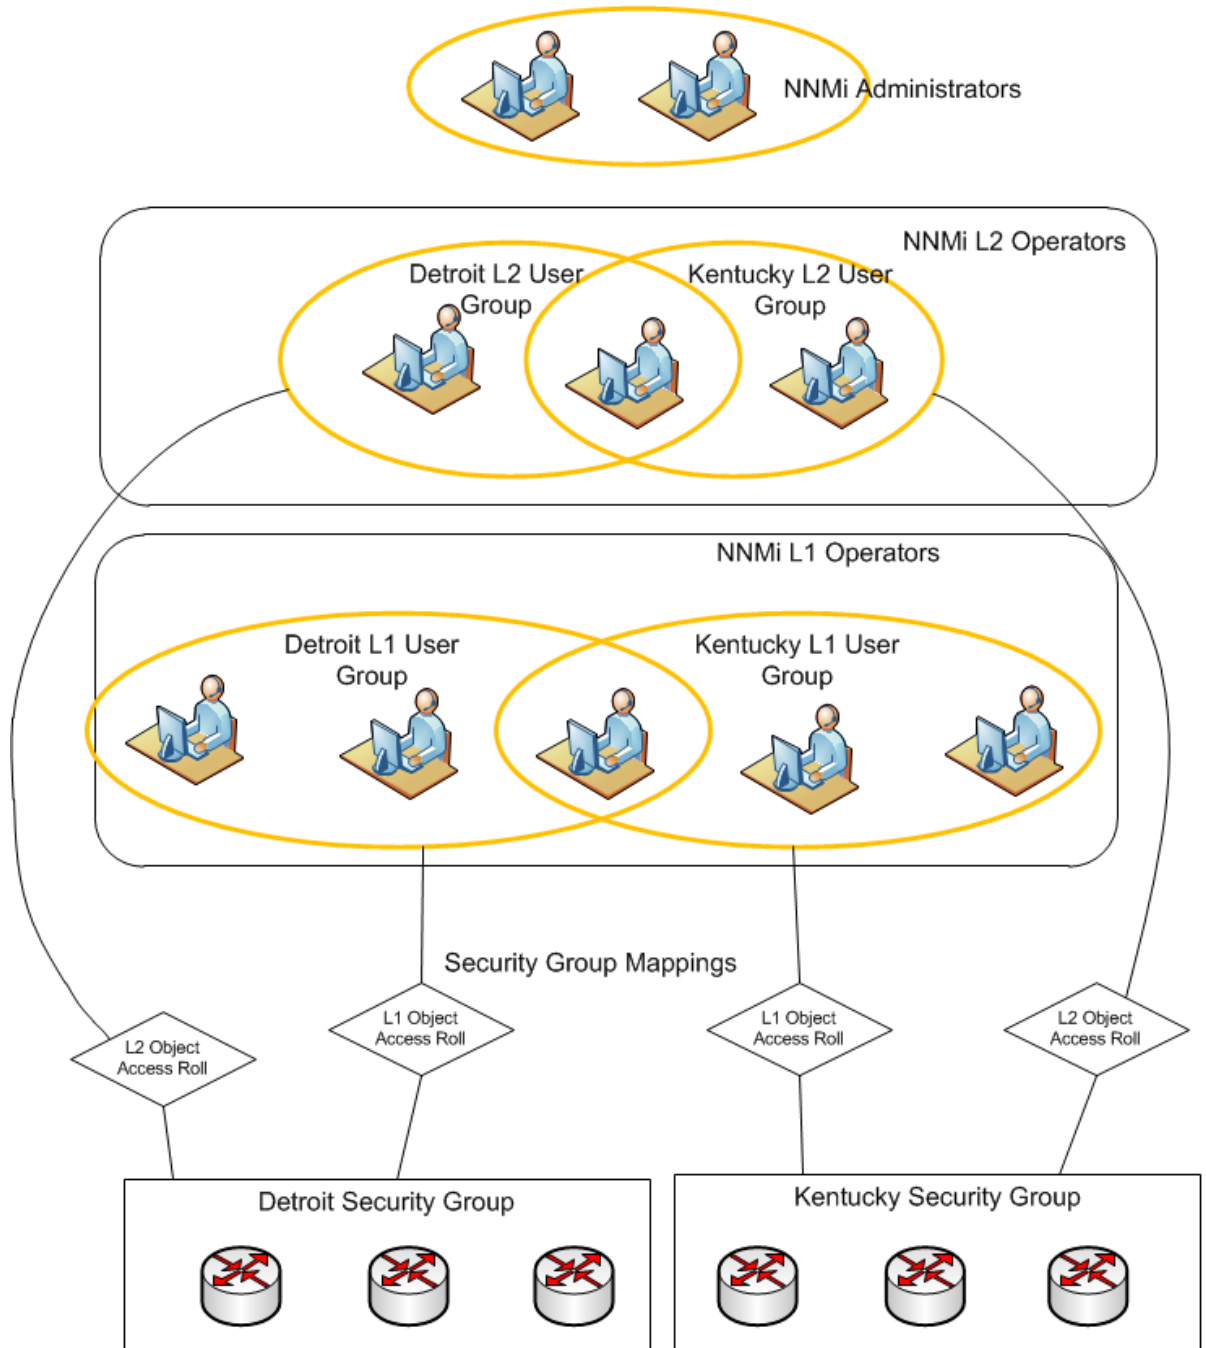 NNMi Administrators
NNMi L2 Operators
Detroit L2 User
Group
Kentucky L2 User
Group
NNMi L1 Operators
Detroit L1 User
Group
Kentucky L1 User
Group
Security Group Mappings
L2 Object
Access Roll
L1 Object
Access Roll
L1 Object
Access Roll
L2 Object
Access Roll
Detroit Security Group
Kentucky Security Group